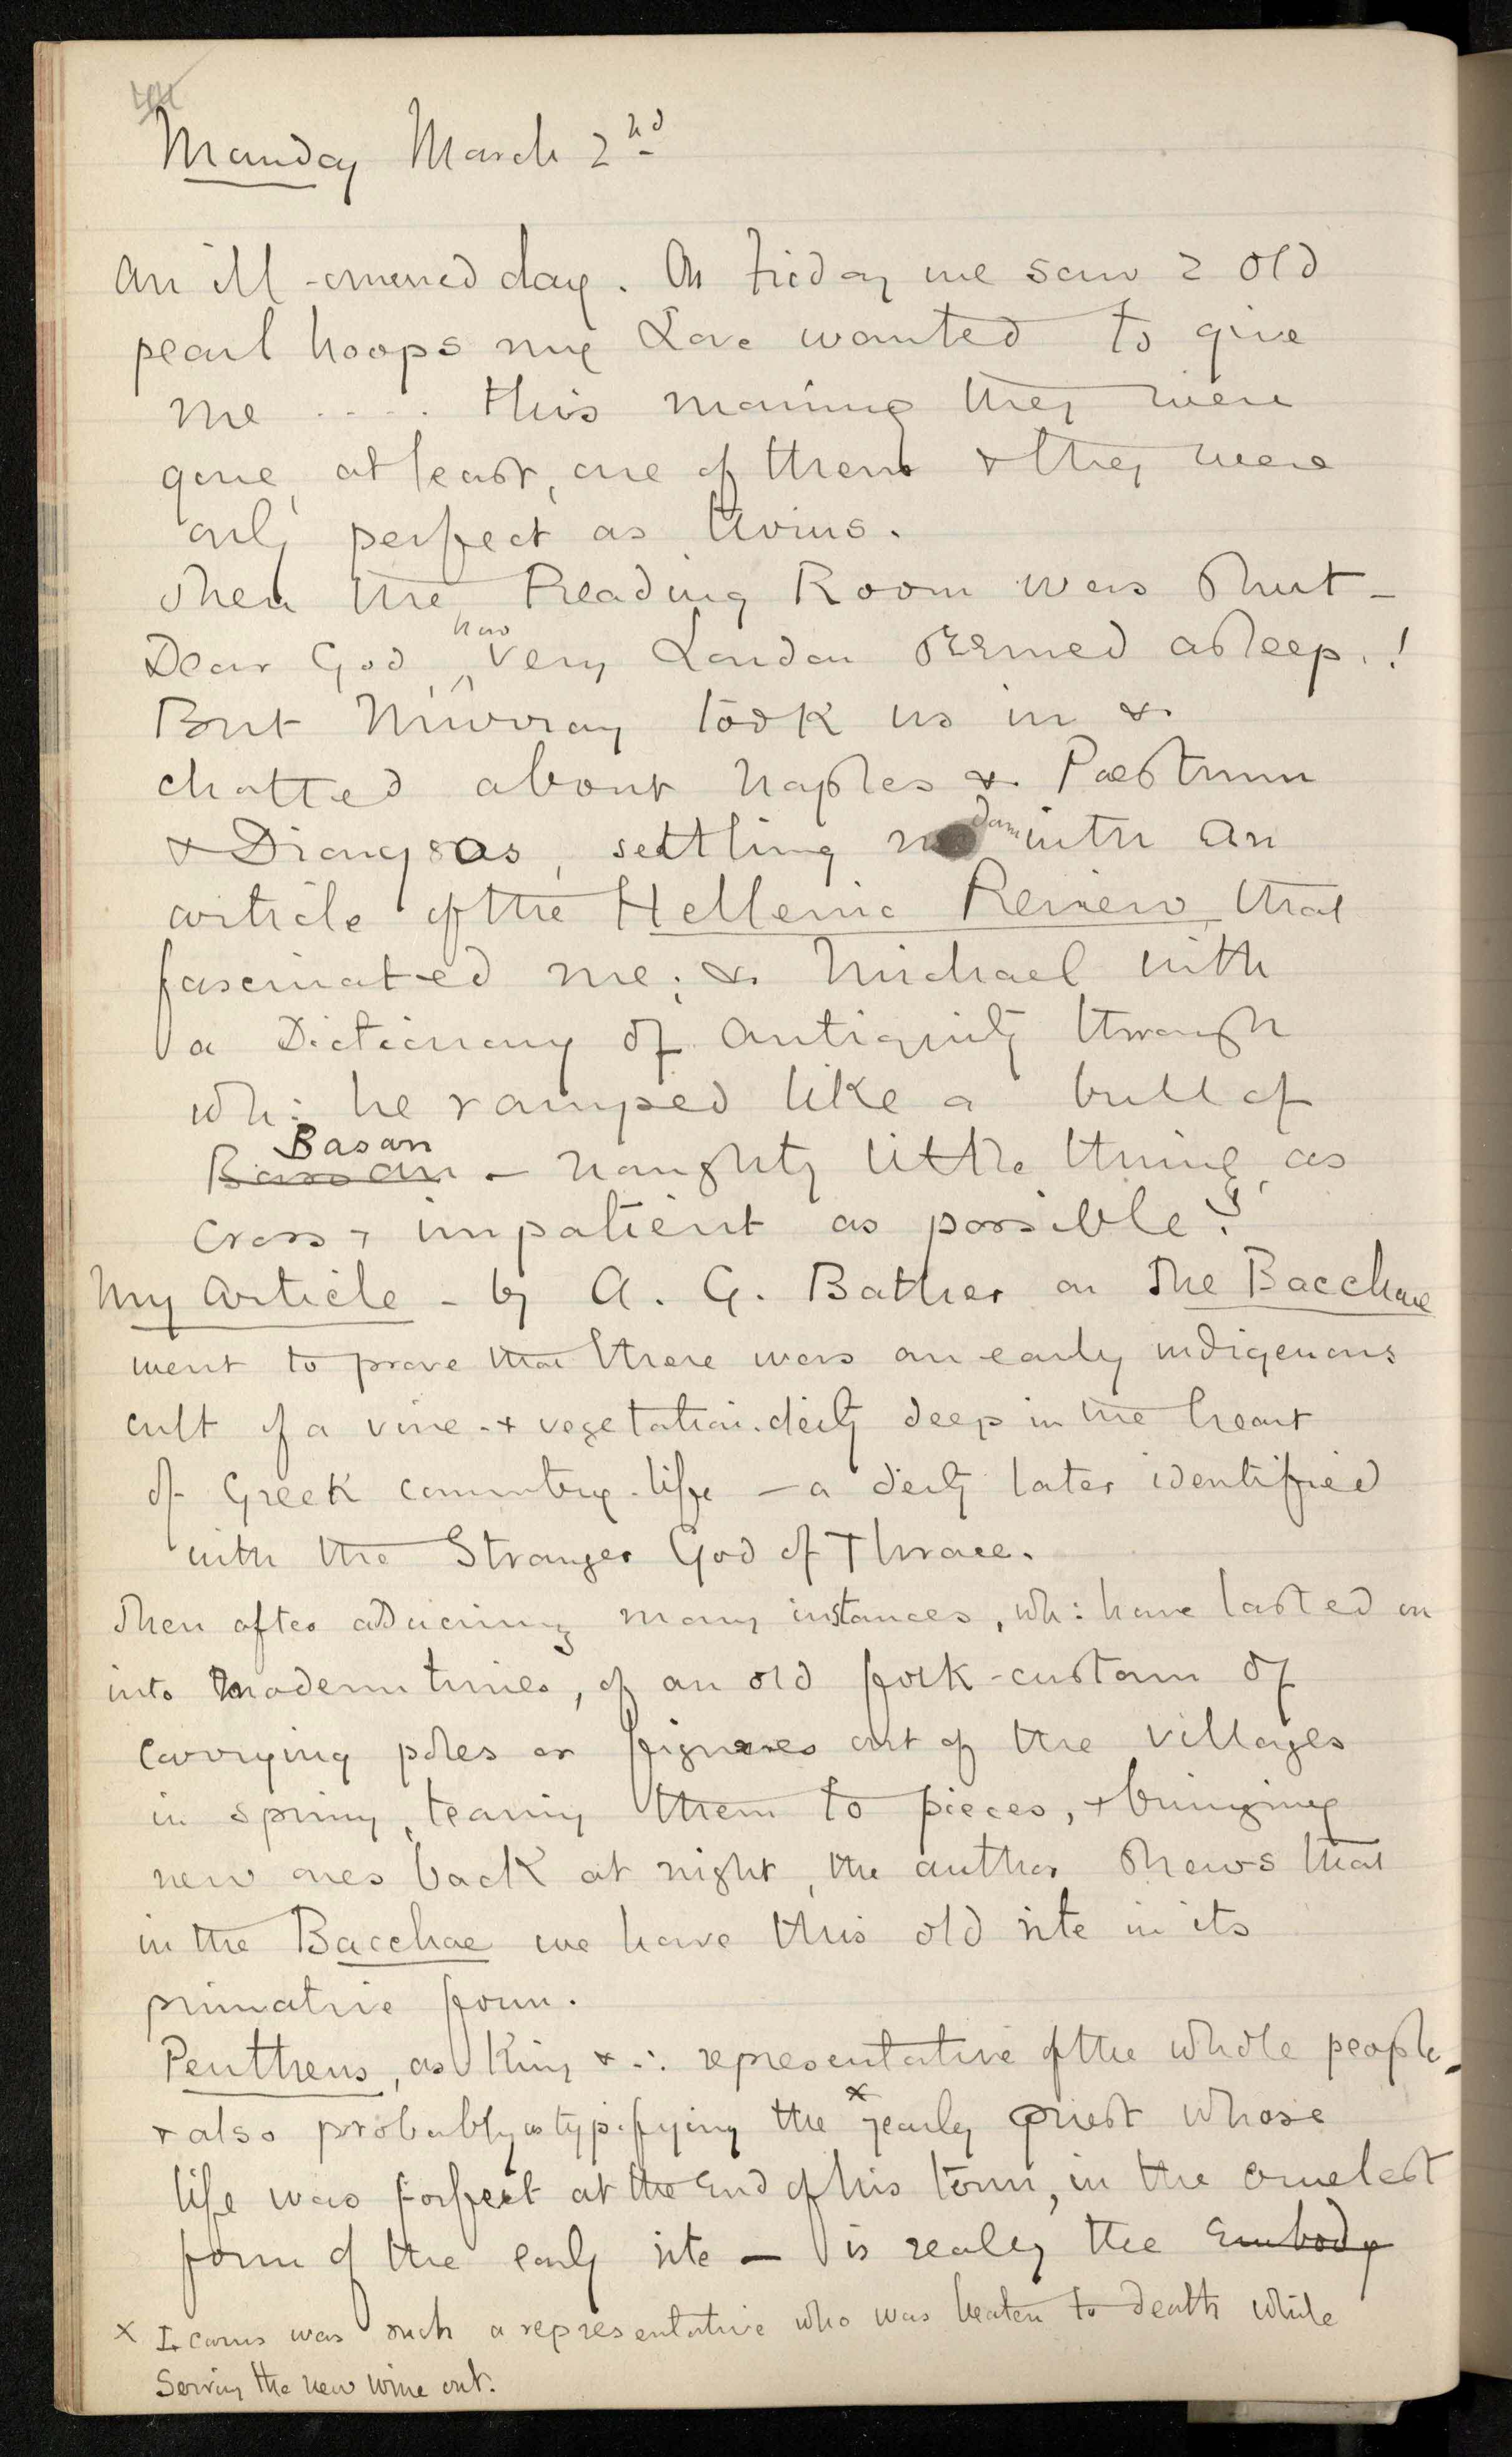 44
Monday March 2nd
An ill-omened day. On Friday we saw 2 old
pearl hoops my Love wanted to give
me .... this morning they were
gone, at least, one of them & they were
only perfect as twins.
Then the Reading Room was shut –
Dear God, how very London seemed asleep.!
But Murray took us in &
chatted about Naples & Paestum
& Dionysos, settling me down with an
article of the Hellenic Review that
fascinated me; & Michael with
a Dictionary of Antiquity through
wh: he ramped like a bull of
Bassan Basan – naughty little thing, as
cross & impatient as possible!
My article – by A. G. Bather on The Bacchae
went to prove that there was an early indigenous
cult of a vine- & vegetation-deity deep in the heart
of Greek country-life – a deity later identified
with the Stranger God of Thrace.
Then after adducing many instances, wh: have lasted on
into modern times, of an old folk-custom of
carrying poles or figures out of the villages
in spring, tearing them to pieces, & bringing
new ones back at night, the author shews that
in the Bacchae we have this old rite in its
primative form.
Pentheus, as King & ∴ representative of the whole people –
& also probably as typifying the x yearly priest whose
life was forfeit at the end of his term, in the cruelest
form of the early rite – is really the Embody
x Icarus was such a representative who was beaten to death while
Serving the new wine out.